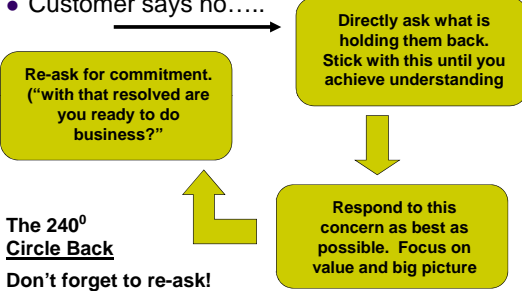 • Customer says no…..
Directly ask what is
holding them back.
Stick with this until you
achieve understanding
Respond to this
concern as best as
possible. Focus on
value and big picture
Re-ask for commitment.
(“with that resolved are
you ready to do
business?”
The 240⁰
Circle Back
Don’t forget to re-ask!